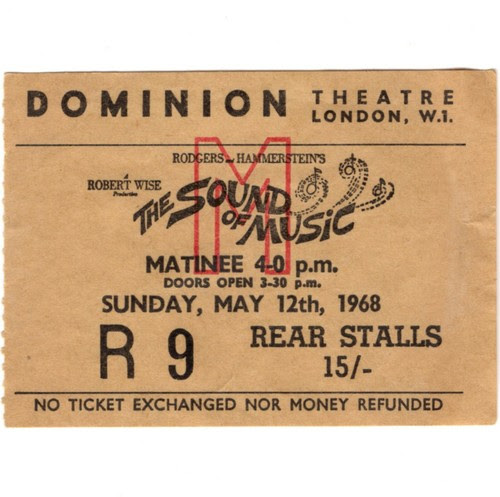 DOMINION THEATRE
LONDON, W.1.
M
RODGERS and HAMMERSTEIN'S
A
ROBERT WISE
Production
THE SOUND
OF MUSIC
MATINEE 4-0 p.m.
DOORS OPEN 3-30 p.m.
SUNDAY, MAY 12th, 1968
R 9 REAR STALLS
15/-
NO TICKET EXCHANGED NOR MONEY REFUNDED